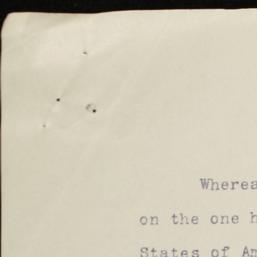 Wherea
on the one h
States of Am